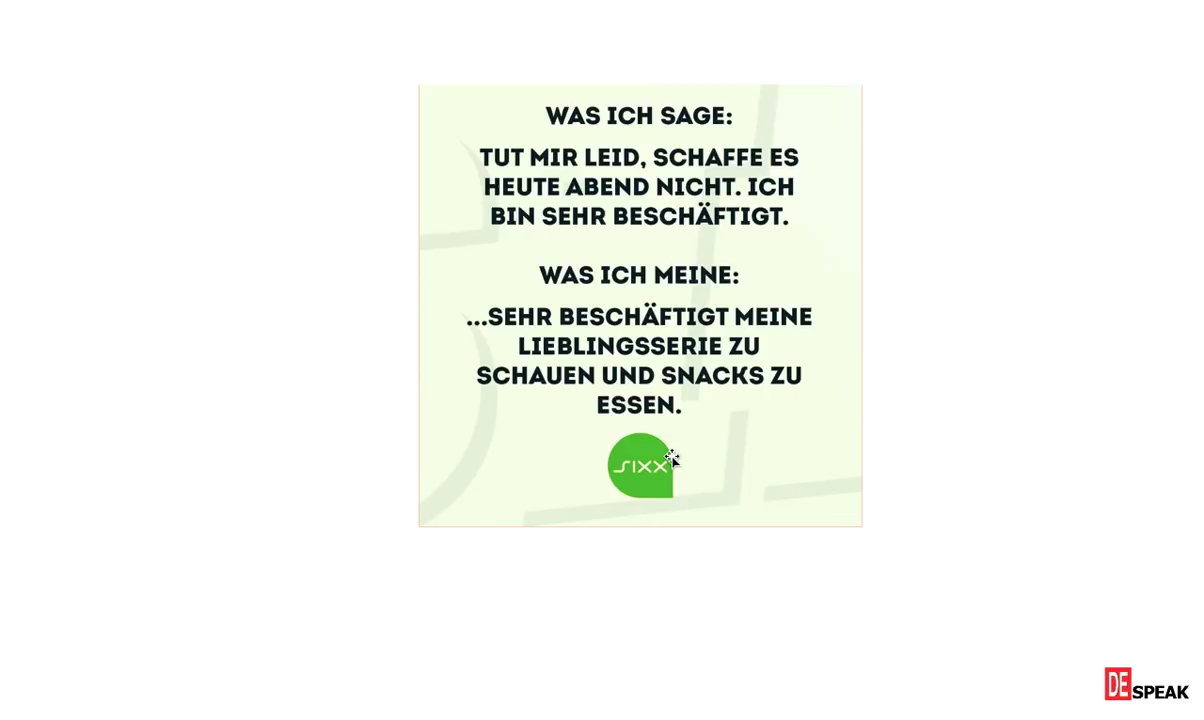 WAS ICH SAGE:
TUT MIR LEID, SCHAFFE ES
HEUTE ABEND NICHT. ICH
BIN SEHR BESCHÄFTIGT.
WAS ICH MEINE:
...SEHR BESCHÄFTIGT MEINE
LIEBLINGSSERIE ZU
SCHAUEN UND SNACKS ZU
ESSEN.
SIXX
DE SPEAK